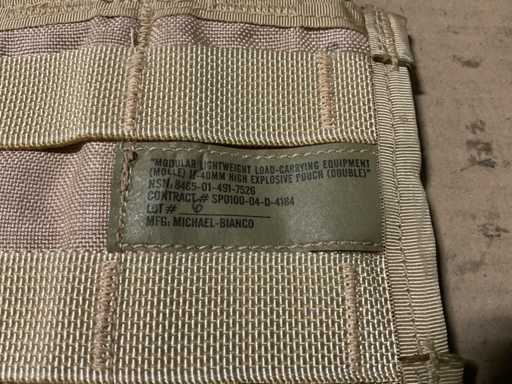 "MODULAR LIGHTWEIGHT LOAD-CARRYING EQUIPMENT
(MOLLE) II-40MM HIGH EXPLOSIVE POUCH (DOUBLE)"
NSN: 8465-01-491-7526
CONTRACT# SP0100-04-D-4184
LOT # 6
MFG: MICHAEL-BIANCO